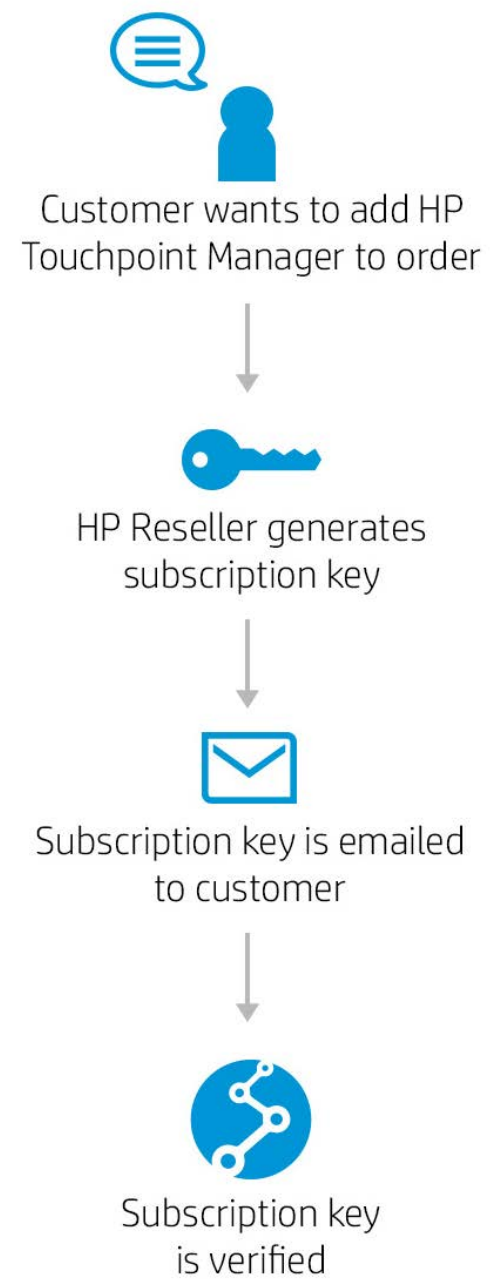 Customer wants to add HP
Touchpoint Manager to order
HP Reseller generates
subscription key
Subscription key is emailed
to customer
Subscription key
is verified